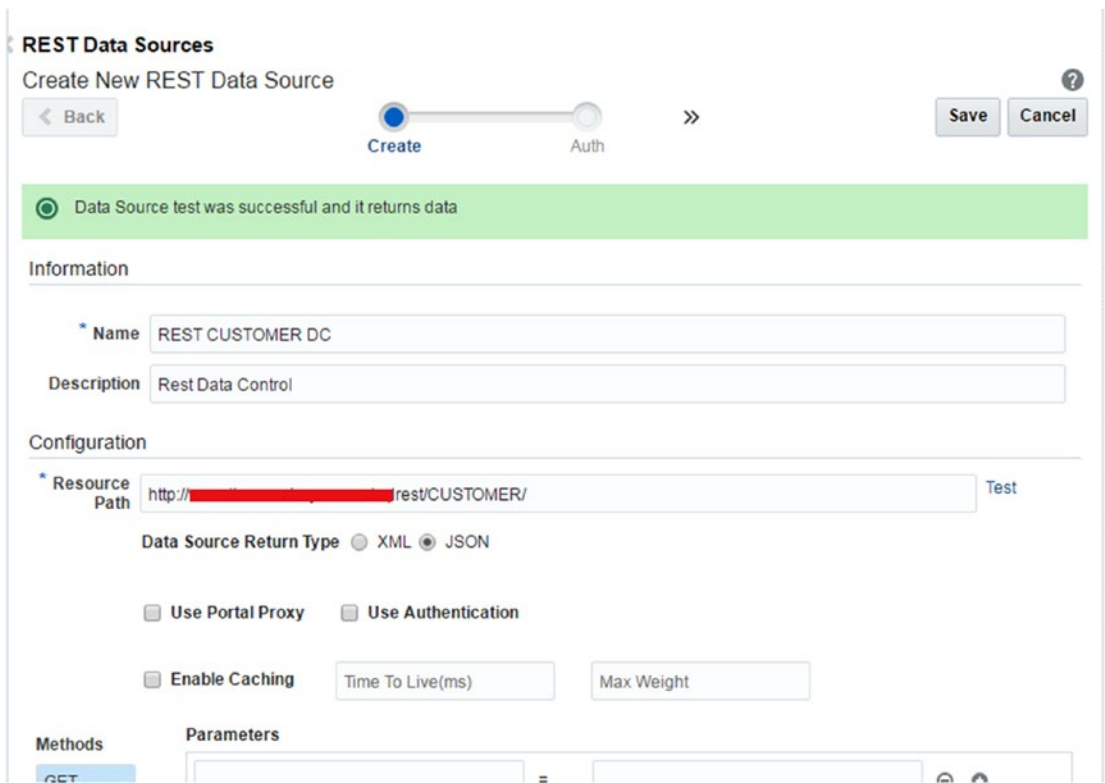 REST Data Sources
Create New REST Data Source
Back
Create
Auth
Save
Cancel
Data Source test was successful and it returns data
Information
* Name REST CUSTOMER DC
Description Rest Data Control
Configuration
* Resource Path http:// /rest/CUSTOMER/ Test
Data Source Return Type XML JSON
Use Portal Proxy Use Authentication
Enable Caching Time To Live(ms) Max Weight
Methods Parameters
GET =